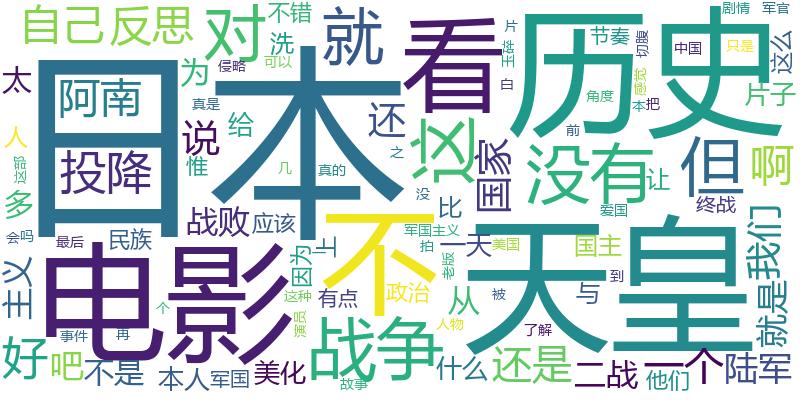 自己
反思
对
不错
就
看
历史
剧情
军官
片
节奏
切腹
中国
只是
这么
太
洗
为
侵略
可以
玉玺
白
感觉
角度
本
把
片子
日本
阿南
真是
给
还
投降
说
人
这部
惟
几
真的
之
这
国家
没有
但
啊
前
让
多
战败
应该
没
比
爱国
终战
会吗
最后
民族
不
上
军国主义
拍
一天
美国
天皇
国主
我们
主义
电影
因为
老版
这种
有点
政治
从
被
与
到
就是
事件
再
个
演员
战争
人物
了解
好
吧
不是
本人
军国
美化
故事
什么
还是
二战
一个
他们
陆军